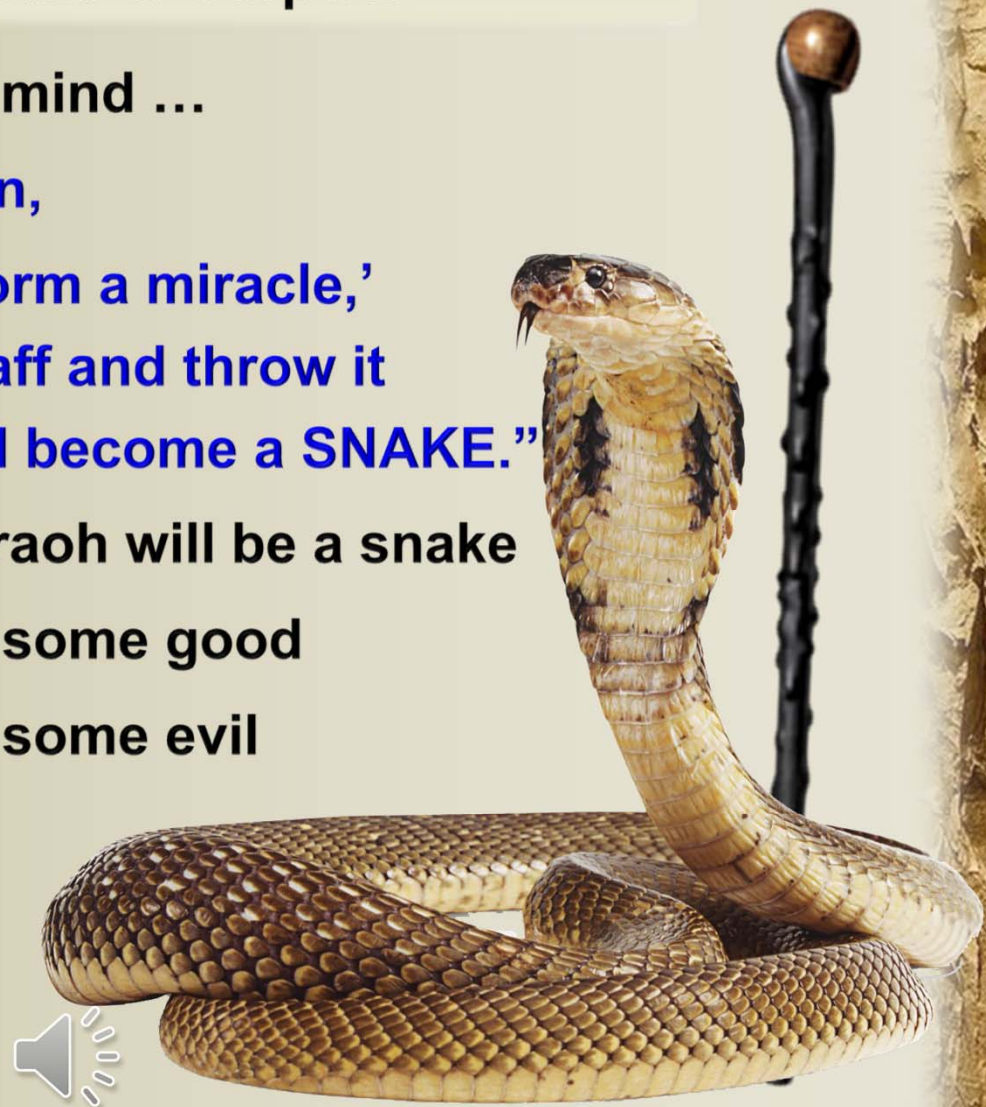 mind …
n,
orm a miracle,’
aff and throw it
l become a SNAKE.”
raoh will be a snake
some good
some evil